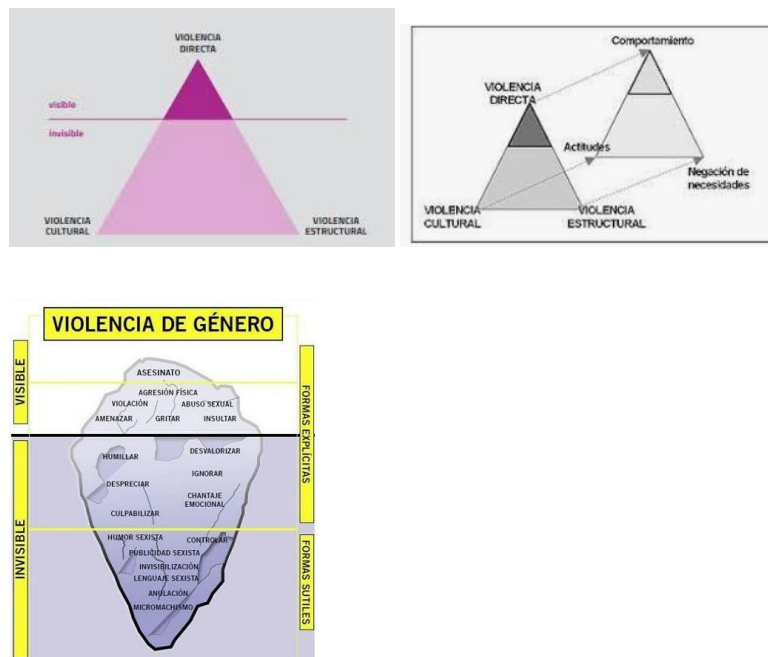 VIOLENCIA
DIRECTA
visible
invisible
VIOLENCIA
CULTURAL
VIOLENCIA
ESTRUCTURAL
Comportamiento
VIOLENCIA
DIRECTA
Actitudes
Negación de
necesidades
VIOLENCIA
CULTURAL
VIOLENCIA
ESTRUCTURAL
VIOLENCIA DE GÉNERO
VISIBLE
INVISIBLE
FORMAS EXPLÍCITAS
FORMAS SUTILES
ASESINATO
AGRESIÓN FÍSICA
VIOLACIÓN
ABUSO SEXUAL
AMENAZAR
GRITAR
INSULTAR
HUMILLAR
DESVALORIZAR
IGNORAR
DESPRECIAR
CHANTAJE
EMOCIONAL
CULPABILIZAR
HUMOR SEXISTA
CONTROLAR
PUBLICIDAD SEXISTA
INVISIBILIZACIÓN
LENGUAJE SEXISTA
ANULACIÓN
MICROMACHISMO